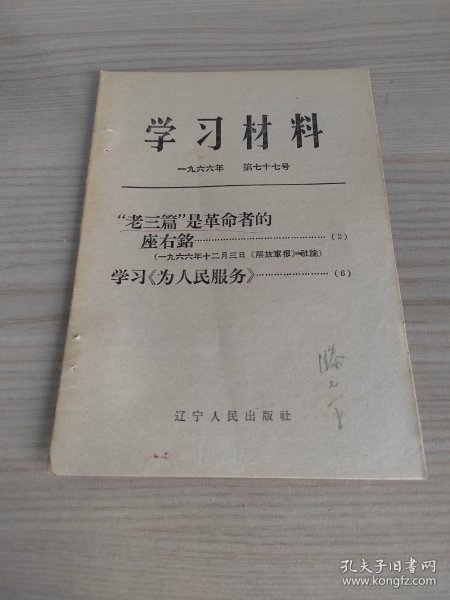 学习材料
一九六六年 第七十七号
“老三篇”是革命者的
座右銘……………………………(2)
(一九六六年十二月三日《解放軍报》社論)
学习《为人民服务》………………(6)
辽宁人民出版社
孔夫子旧书网
www.kongfz.com